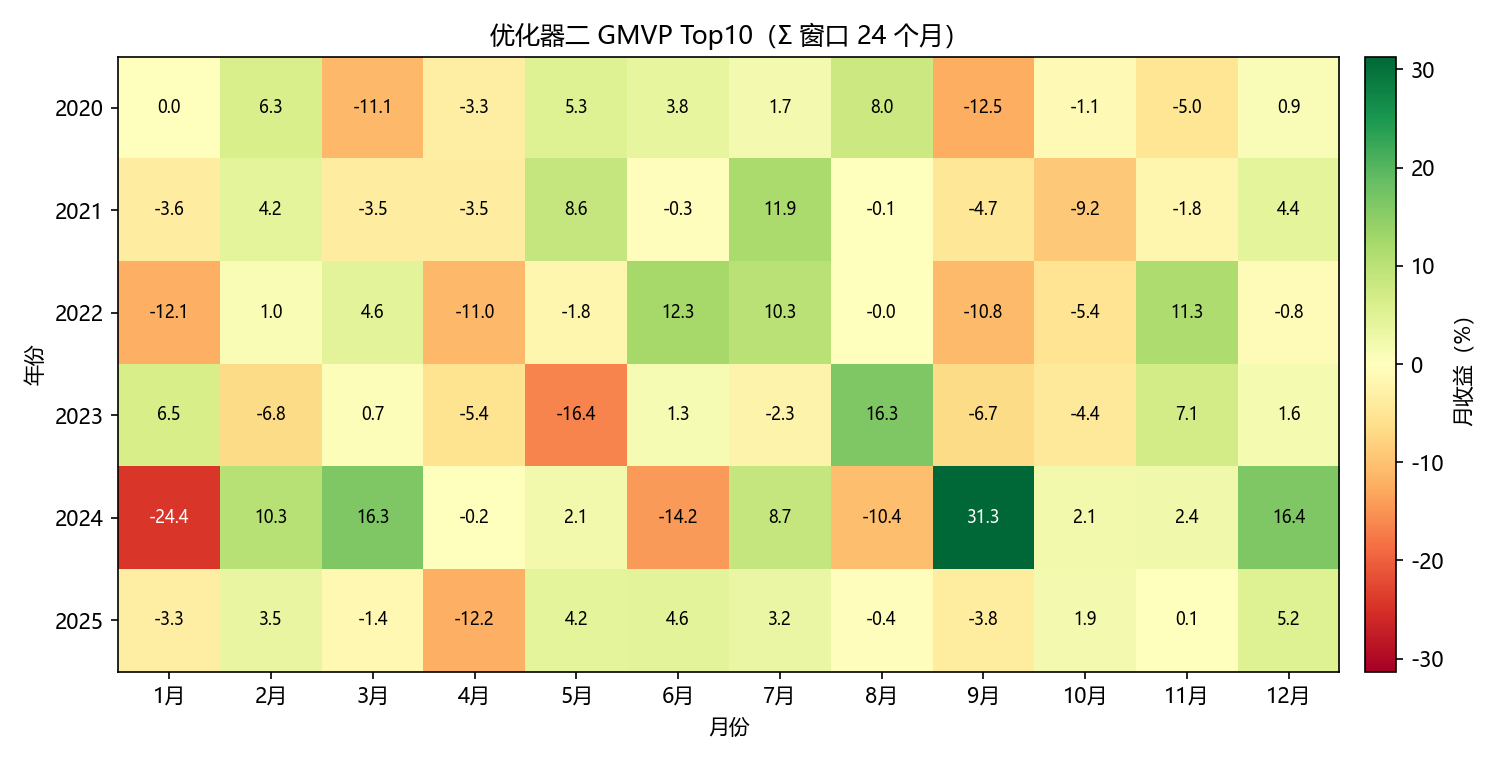 优化器二 GMVP Top10（Σ 窗口 24 个月）
2020 0.0 6.3 -11.1 -3.3 5.3 3.8 1.7 8.0 -12.5 -1.1 -5.0 0.9
2021 -3.6 4.2 -3.5 -3.5 8.6 -0.3 11.9 -0.1 -4.7 -9.2 -1.8 4.4
2022 -12.1 1.0 4.6 -11.0 -1.8 12.3 10.3 -0.0 -10.8 -5.4 11.3 -0.8
2023 6.5 -6.8 0.7 -5.4 -16.4 1.3 -2.3 16.3 -6.7 -4.4 7.1 1.6
2024 -24.4 10.3 16.3 -0.2 2.1 -14.2 8.7 -10.4 31.3 2.1 2.4 16.4
2025 -3.3 3.5 -1.4 -12.2 4.2 4.6 3.2 -0.4 -3.8 1.9 0.1 5.2
1月 2月 3月 4月 5月 6月 7月 8月 9月 10月 11月 12月
月份
年份
30
20
10
0
-10
-20
-30
月收益（%）